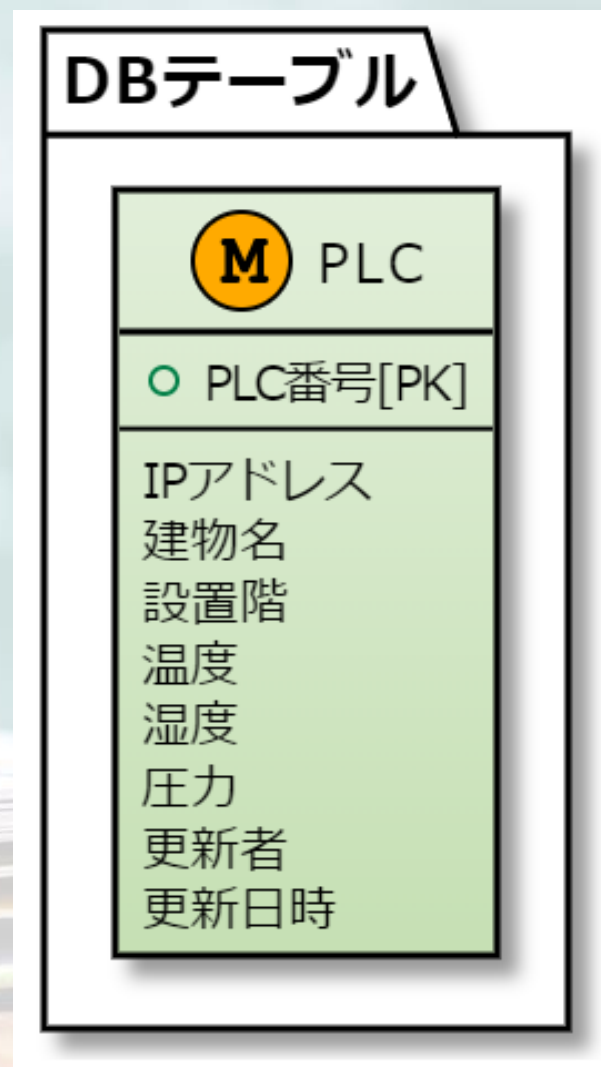 DBテーブル
M PLC
PLC番号[PK]
IPアドレス
建物名
設置階
温度
湿度
圧力
更新者
更新日時